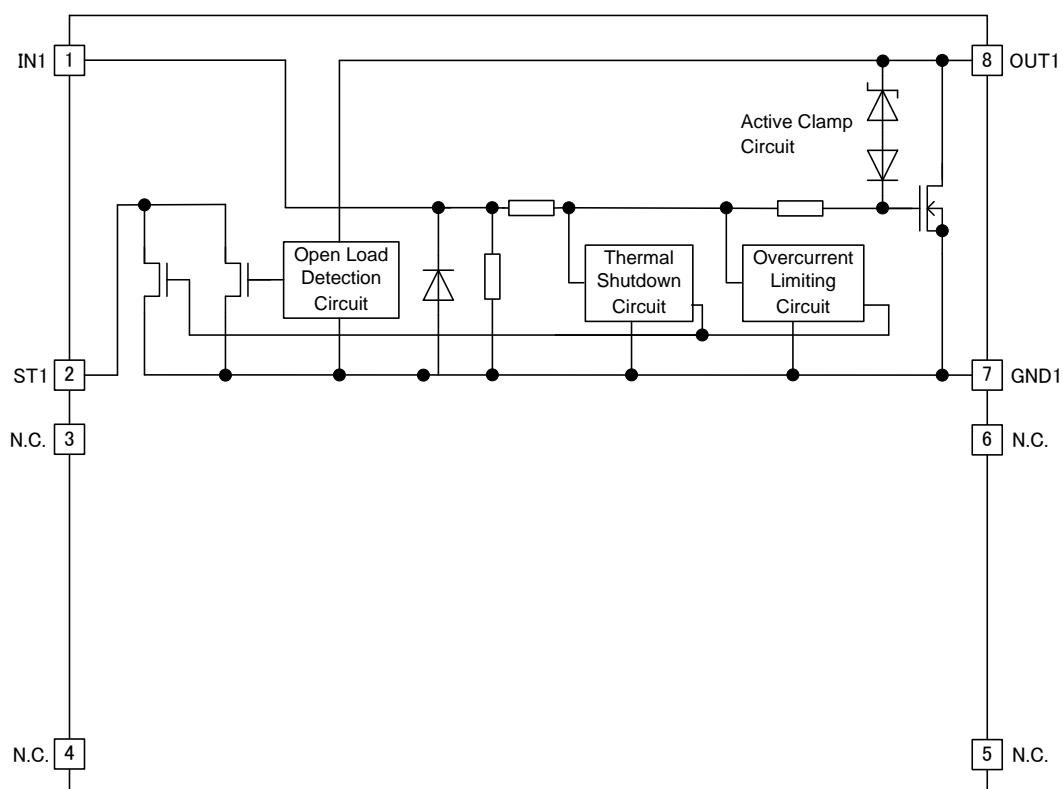 IN1 1
8 OUT1
Active Clamp
Circuit
Open Load
Detection
Circuit
Thermal
Shutdown
Circuit
Overcurrent
Limiting
Circuit
ST1 2
7 GND1
N.C. 3
6 N.C.
N.C. 4
5 N.C.